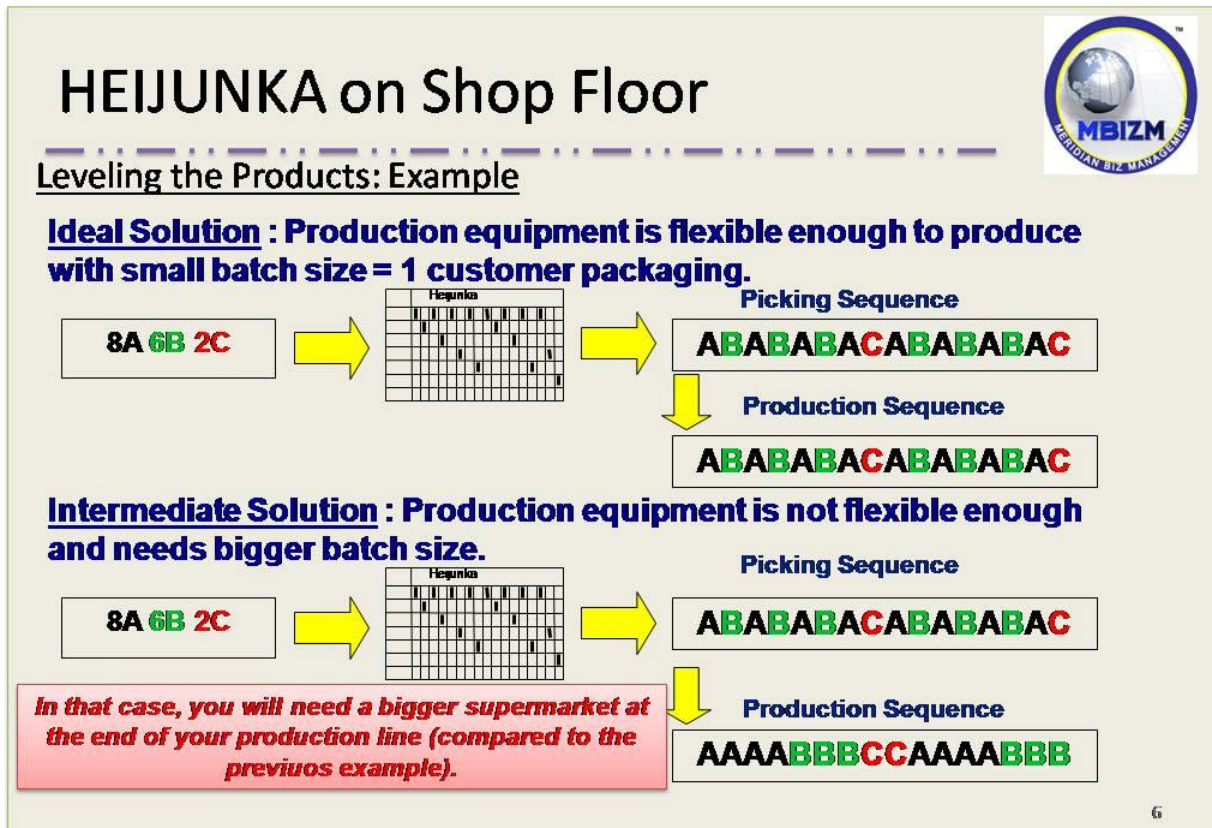 HEIJUNKA on Shop Floor
™
MBIZM
MERIDIAN BIZ MANAGEMENT
Leveling the Products: Example
Ideal Solution : Production equipment is flexible enough to produce
with small batch size = 1 customer packaging.
Heijunka
Picking Sequence
8A 6B 2C
ABABABACABABABAC
Production Sequence
ABABABACABABABAC
Intermediate Solution : Production equipment is not flexible enough
and needs bigger batch size.
Heijunka
Picking Sequence
8A 6B 2C
ABABABACABABABAC
In that case, you will need a bigger supermarket at
the end of your production line (compared to the
previuos example).
Production Sequence
AAAABBBCCAAAABBB
6